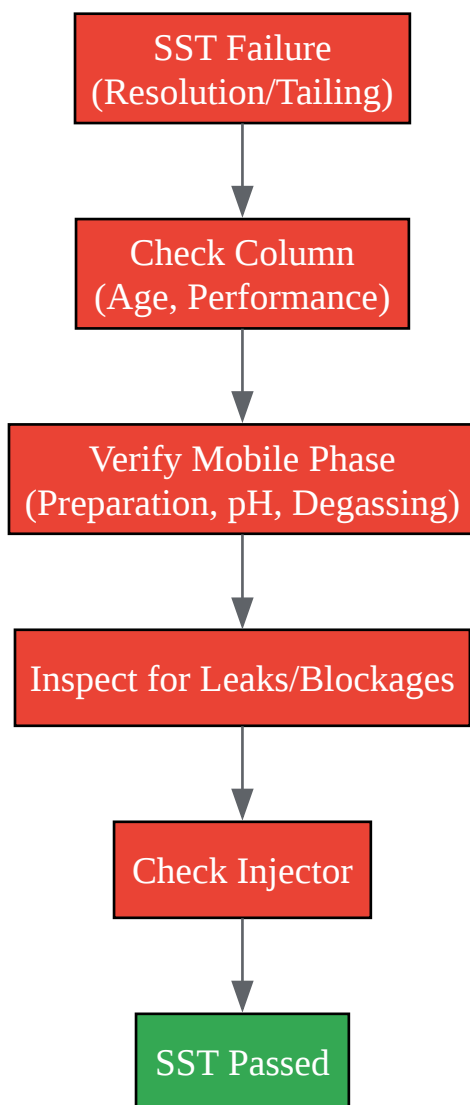 SST Failure
(Resolution/Tailing)
Check Column
(Age, Performance)
Verify Mobile Phase
(Preparation, pH, Degassing)
Inspect for Leaks/Blockages
Check Injector
SST Passed